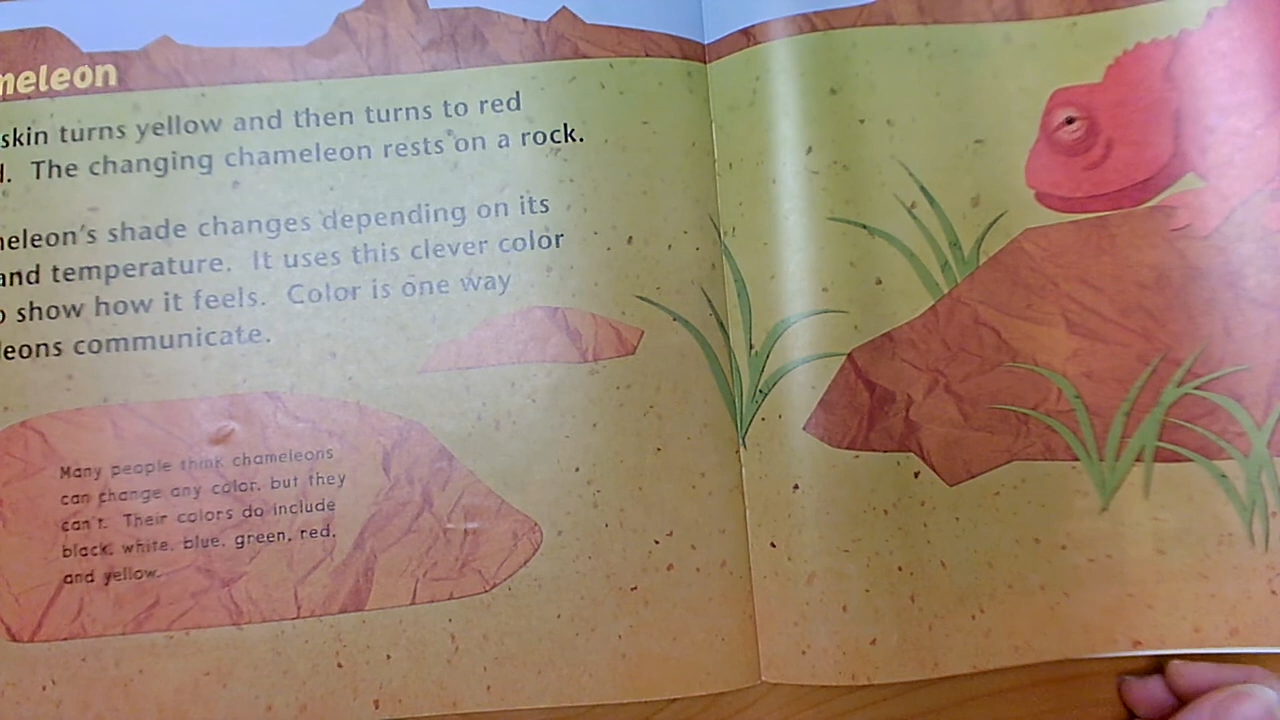 meleon
skin turns yellow and then turns to red
. The changing chameleon rests on a rock.
meleon's shade changes depending on its
and temperature. It uses this clever color
o show how it feels. Color is one way
leons communicate.
Many people think chameleons
can change any color, but they
can't. Their colors do include
black, white, blue, green, red,
and yellow.